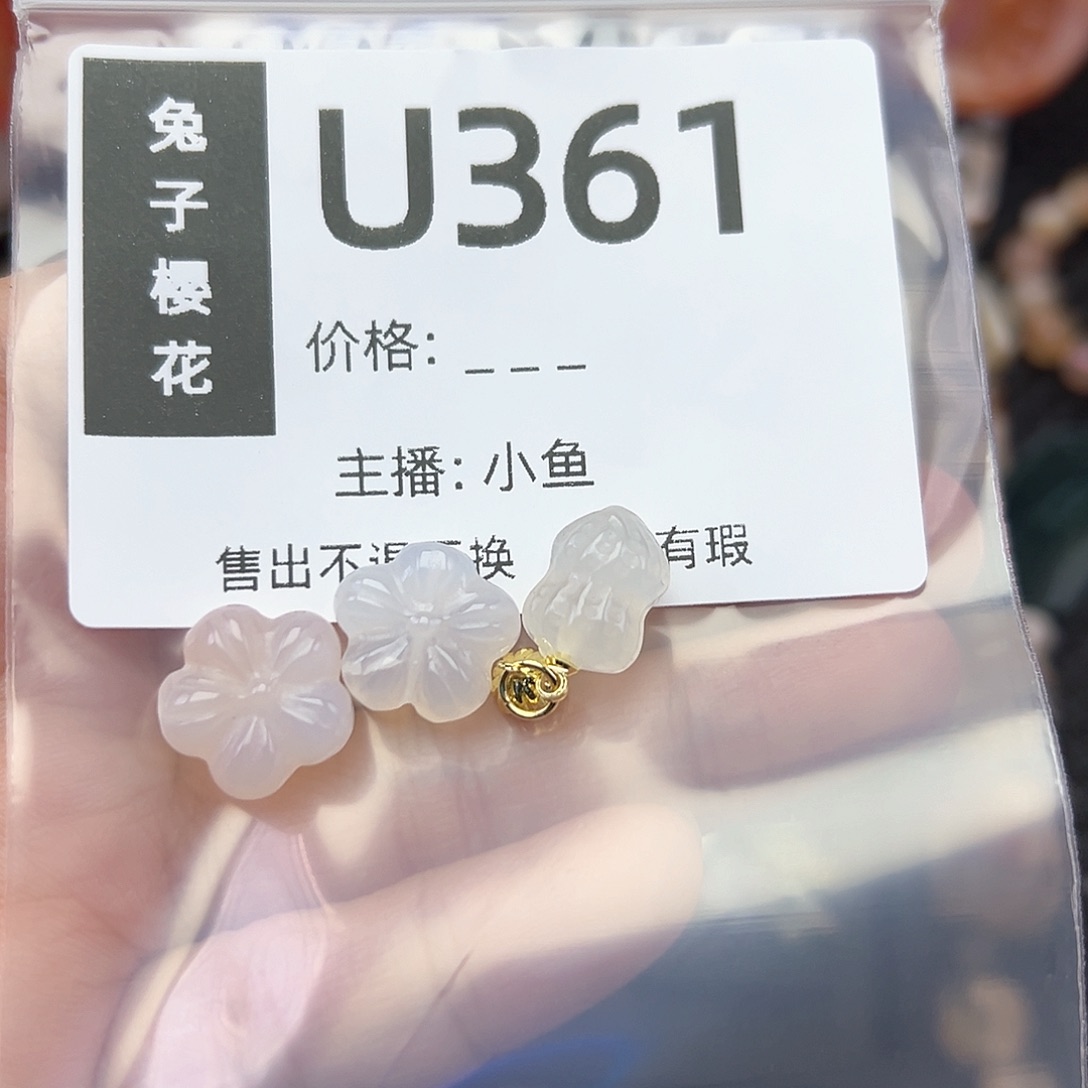 兔子樱花
U361
价格：_ _ _
主播：小鱼
售出不退 换 有瑕